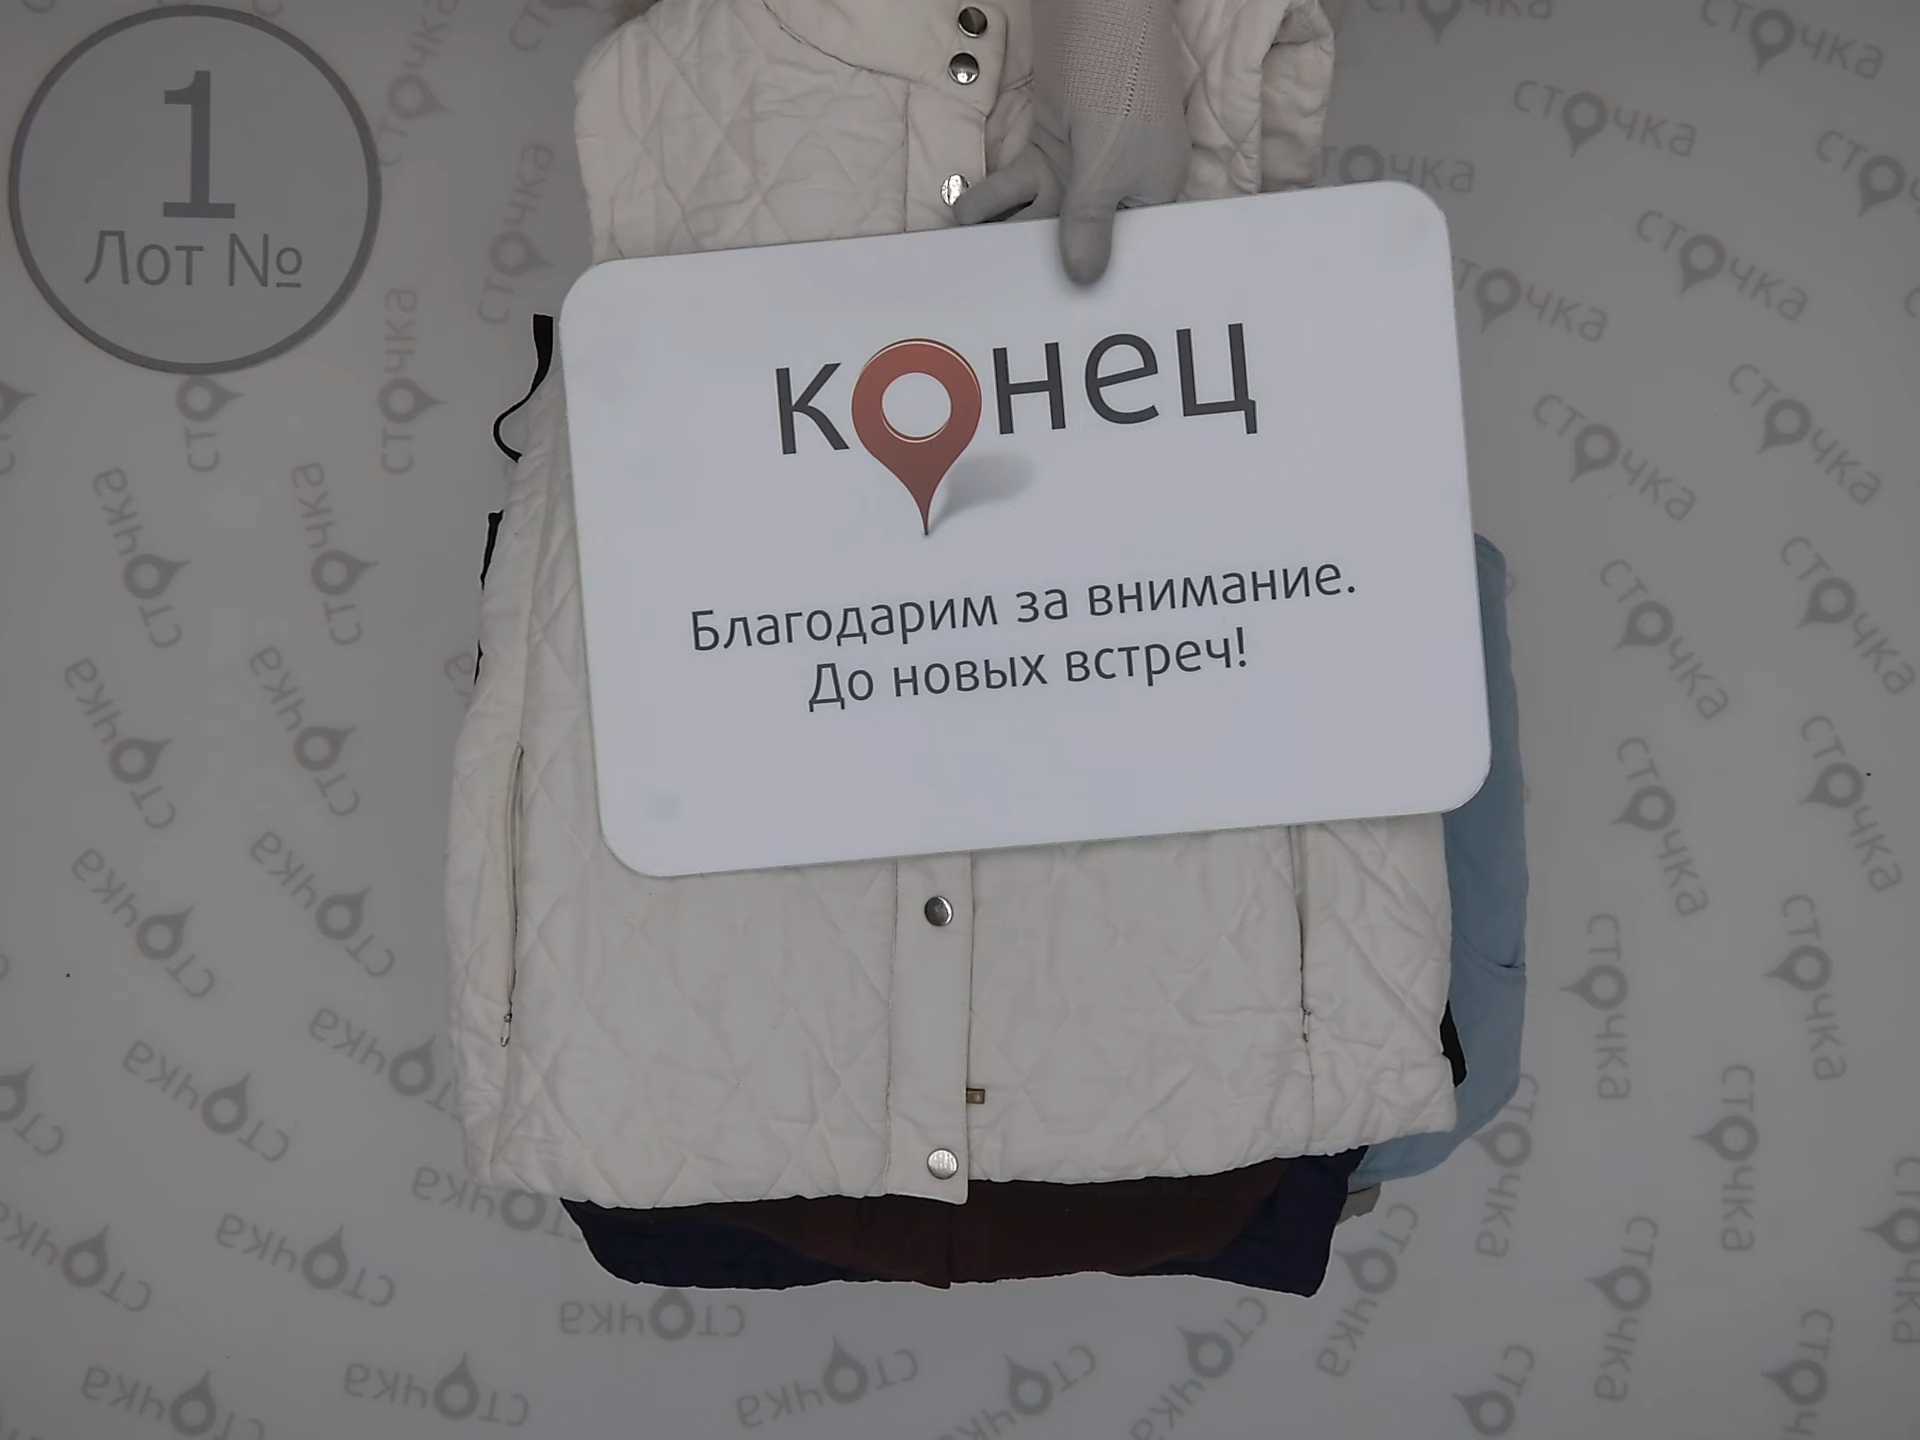 1
Лот №
конец
Благодарим за внимание.
До новых встреч!
сточка